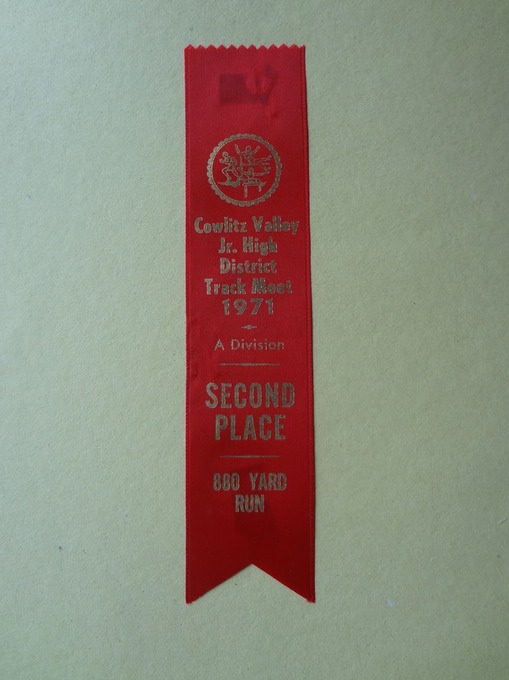 Cowlitz Valley
Jr. High
District
Track Meet
1971
A Division
SECOND
PLACE
880 YARD
RUN